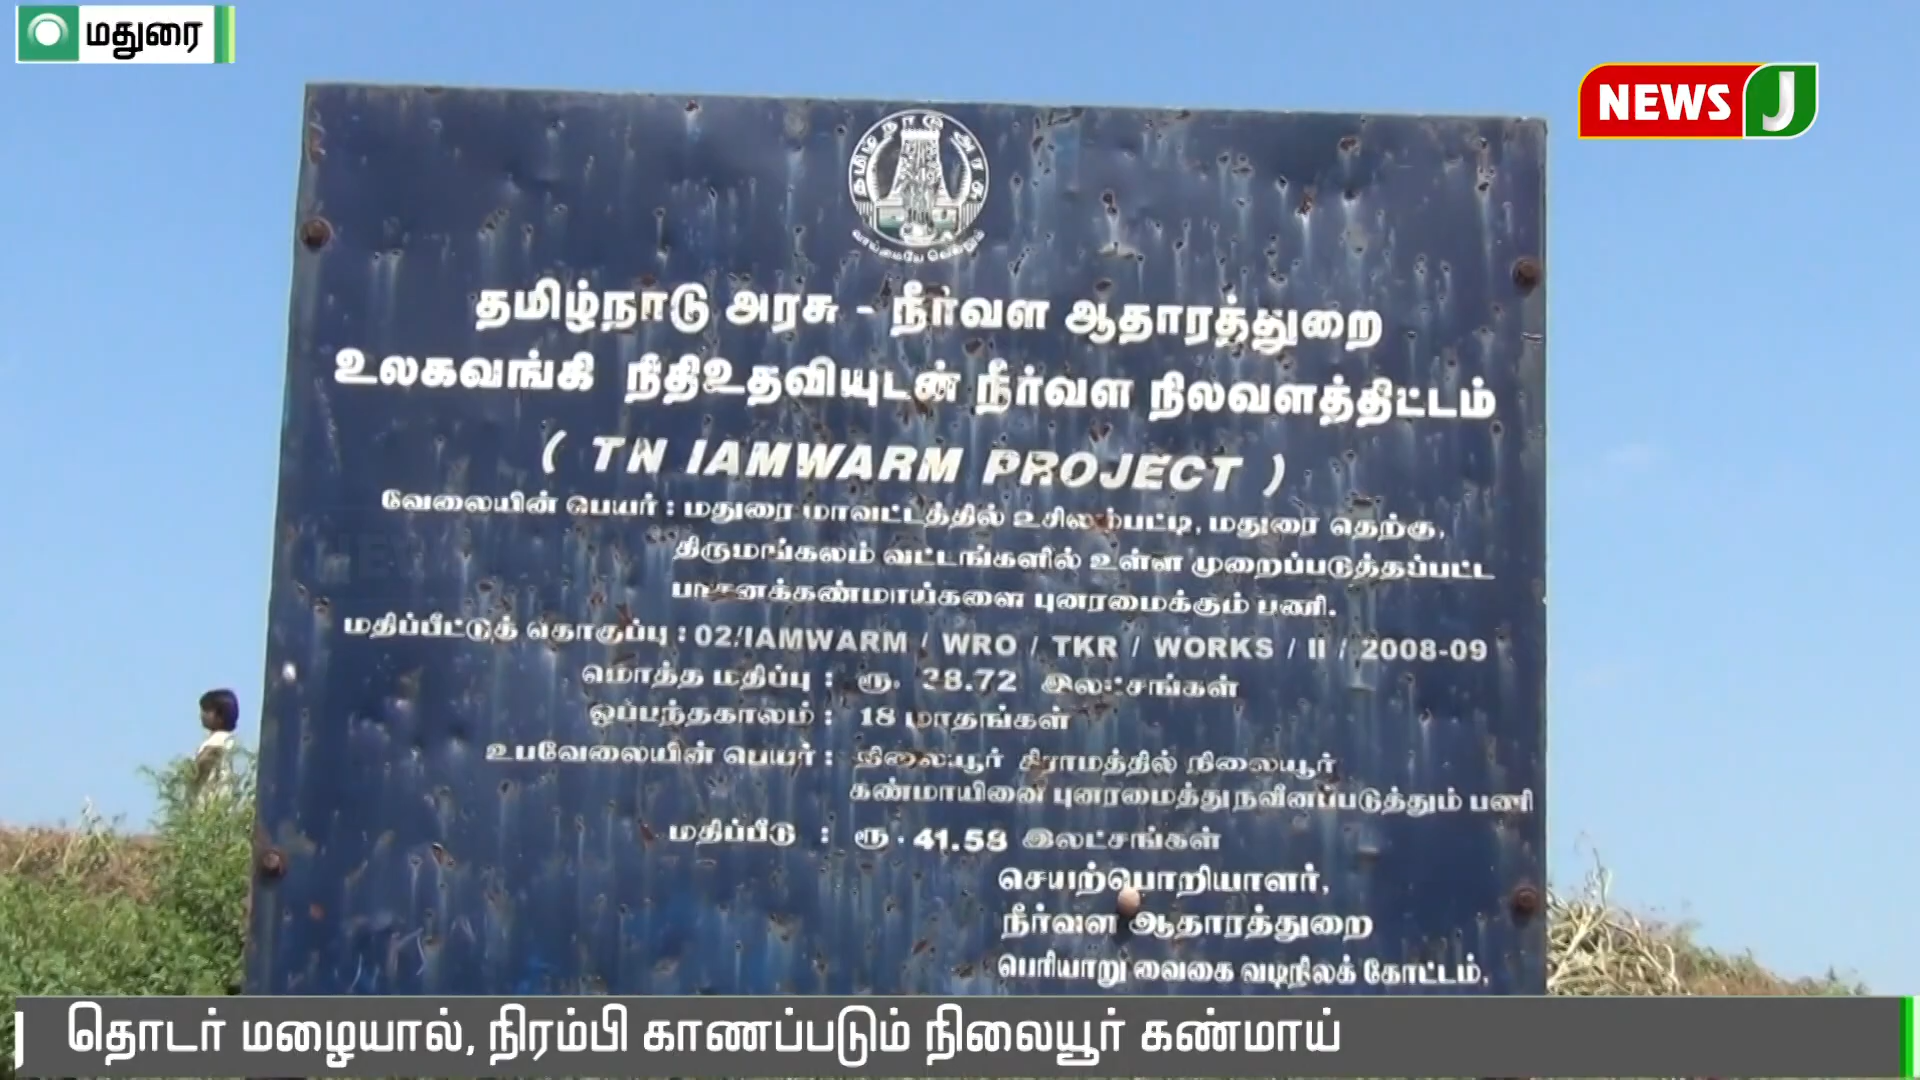 மதுரை
NEWS J
தமிழ்நாடு அரசு
வாய்மையே வெல்லும்
தமிழ்நாடு அரசு - நீர்வள ஆதாரத்துறை
உலகவங்கி நிதிஉதவியுடன் நீர்வள நிலவளத்திட்டம்
( TN IAMWARM PROJECT )
வேலையின் பெயர் : மதுரை மாவட்டத்தில் உசிலம்பட்டி, மதுரை தெற்கு,
திருமங்கலம் வட்டங்களில் உள்ள முறைப்படுத்தப்பட்ட
பாசனக்கண்மாய்களை புனரமைக்கும் பணி.
மதிப்பீட்டுத் தொகுப்பு : 02/IAMWARM / WRO / TKR / WORKS / II / 2008-09
மொத்த மதிப்பு : ரூ. 38.72 இலட்சங்கள்
ஒப்பந்தகாலம் : 18 மாதங்கள்
உபவேலையின் பெயர் : நிலையூர் கிராமத்தில் நிலையூர்
கண்மாயினை புனரமைத்து நவீனப்படுத்தும் பணி
மதிப்பீடு : ரூ. 41.58 இலட்சங்கள்
செயற்பொறியாளர்,
நீர்வள ஆதாரத்துறை
பெரியாறு வைகை வடிநிலக் கோட்டம்,
தொடர் மழையால், நிரம்பி காணப்படும் நிலையூர் கண்மாய்